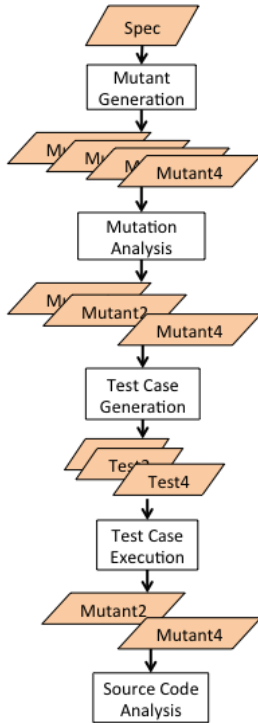 Spec
Mutant
Generation
Mutant4
Mutation
Analysis
Mutant2
Mutant4
Test Case
Generation
Test4
Test Case
Execution
Mutant2
Mutant4
Source Code
Analysis